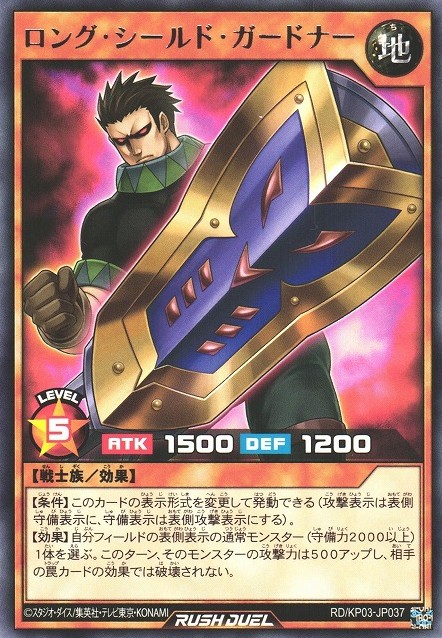 ロング・シールド・ガードナー
地
LEVEL
5
ATK 1500 DEF 1200
【戦士族/効果】
【条件】このカードの表示形式を変更して発動できる(攻撃表示は表側
守備表示に、守備表示は表側攻撃表示にする)。
【効果】自分フィールドの表側表示の通常モンスター(守備力2000以上)
1体を選ぶ。このターン、そのモンスターの攻撃力は500アップし、相手
の罠カードの効果では破壊されない。
©スタジオ・ダイス/集英社・テレビ東京・KONAMI
RUSH DUEL
RD/KP03-JP037